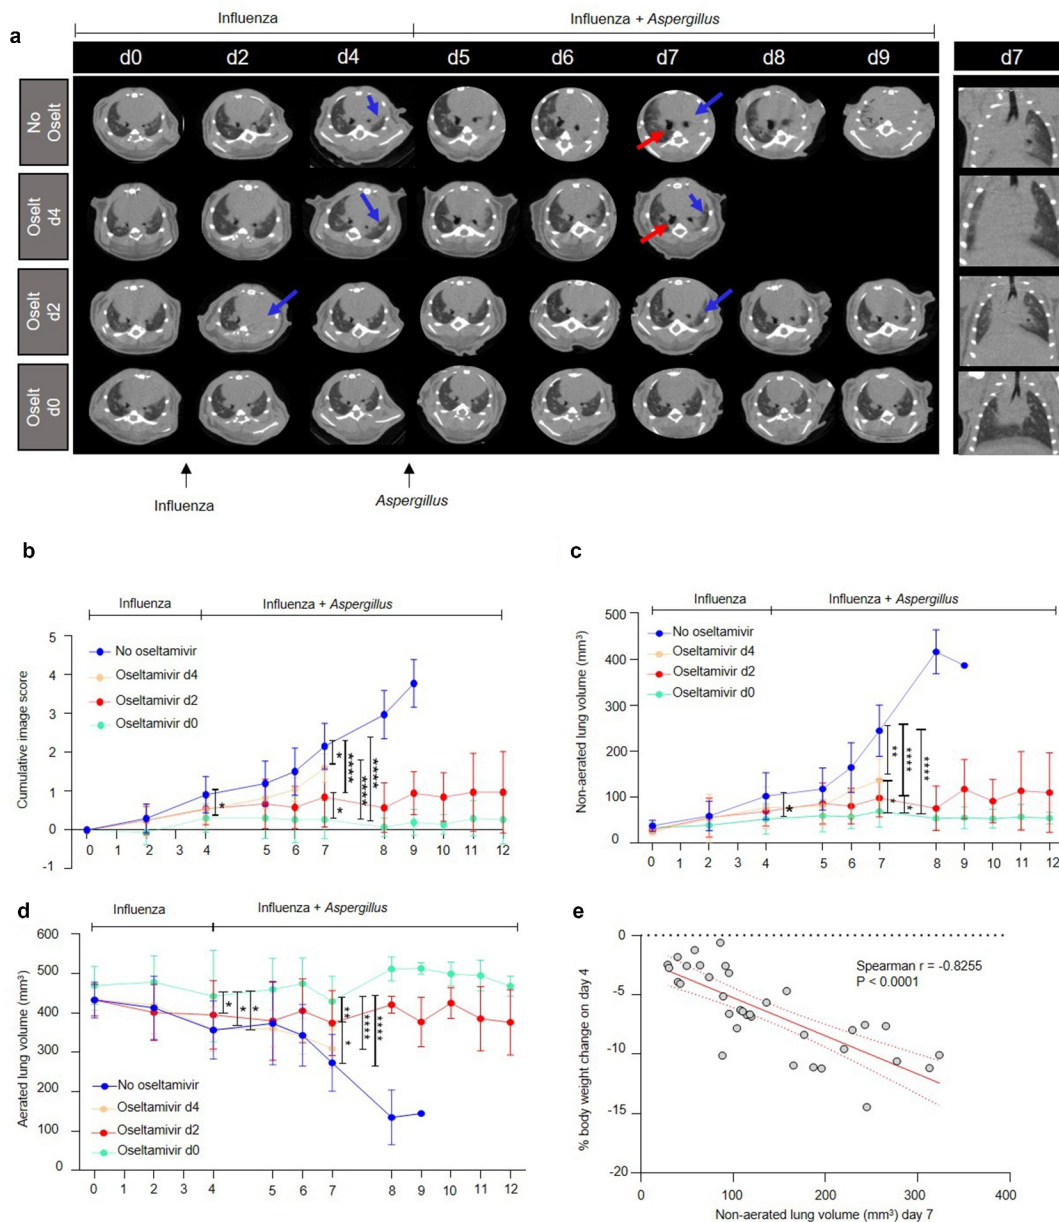 Influenza
Influenza + Aspergillus
a
d0 d2 d4 d5 d6 d7 d8 d9 d7
No Oselt
Oselt d4
Oselt d2
Oselt d0
Influenza
Aspergillus
b
Influenza
Influenza + Aspergillus
Cumulative image score
5
4
3
2
1
0
-1
No oseltamivir
Oseltamivir d4
Oseltamivir d2
Oseltamivir d0
*
*
****
*
****
****
0 1 2 3 4 5 6 7 8 9 10 11 12
c
Influenza
Influenza + Aspergillus
Non-aerated lung volume (mm³)
500
400
300
200
100
0
No oseltamivir
Oseltamivir d4
Oseltamivir d2
Oseltamivir d0
*
**
****
****
*
*
0 1 2 3 4 5 6 7 8 9 10 11 12
d
Influenza
Influenza + Aspergillus
Aerated lung volume (mm³)
600
500
400
300
200
100
0
* * *
**
*
****
****
No oseltamivir
Oseltamivir d4
Oseltamivir d2
Oseltamivir d0
0 1 2 3 4 5 6 7 8 9 10 11 12
e
% body weight change on day 4
0
-5
-10
-15
-20
Spearman r = -0.8255
P < 0.0001
0 100 200 300 400
Non-aerated lung volume (mm³) day 7